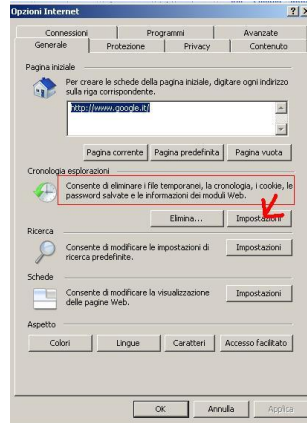 Opzioni Internet ? X
Connessioni Programmi Avanzate
Generale Protezione Privacy Contenuto
Pagina iniziale
Per creare le schede della pagina iniziale, digitare ogni indirizzo
sulla riga corrispondente.
http://www.google.it/
Pagina corrente Pagina predefinita Pagina vuota
Cronologia esplorazioni
Consente di eliminare i file temporanei, la cronologia, i cookie, le
password salvate e le informazioni dei moduli Web.
Elimina... Impostazioni
Ricerca
Consente di modificare le impostazioni di
ricerca predefinite.
Impostazioni
Schede
Consente di modificare la visualizzazione
delle pagine Web.
Impostazioni
Aspetto
Colori Lingue Caratteri Accesso facilitato
OK Annulla Applica